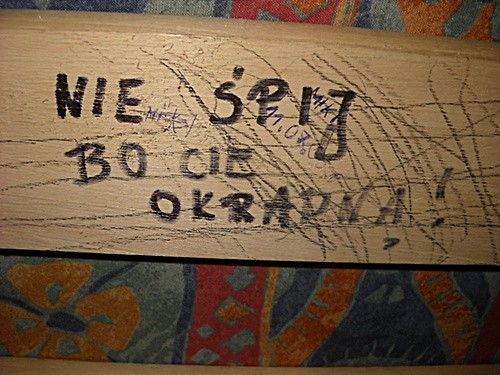 NIE ŚPIJ
BO CIE
OKRADNĄ!